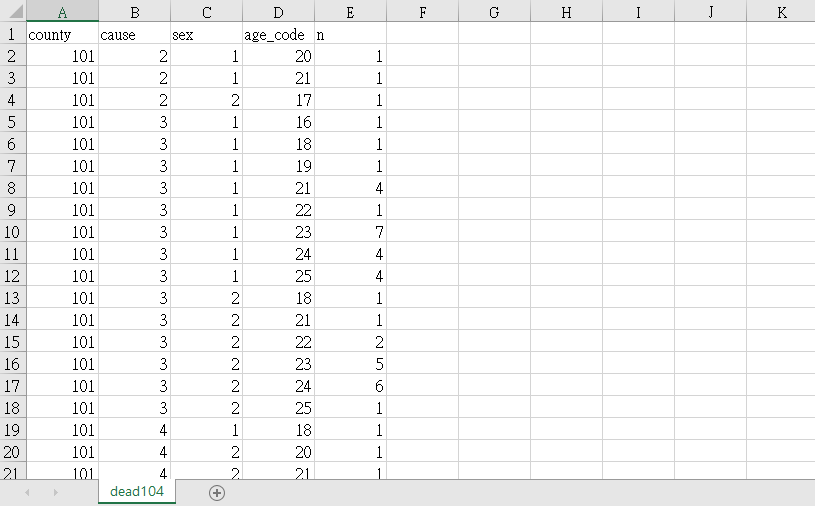 A B C D E F G H I J K
1 county cause sex age_code n
2 101 2 1 20 1
3 101 2 1 21 1
4 101 2 2 17 1
5 101 3 1 16 1
6 101 3 1 18 1
7 101 3 1 19 1
8 101 3 1 21 4
9 101 3 1 22 1
10 101 3 1 23 7
11 101 3 1 24 4
12 101 3 1 25 4
13 101 3 2 18 1
14 101 3 2 21 1
15 101 3 2 22 2
16 101 3 2 23 5
17 101 3 2 24 6
18 101 3 2 25 1
19 101 4 1 18 1
20 101 4 2 20 1
21 101 4 2 21 1
dead104